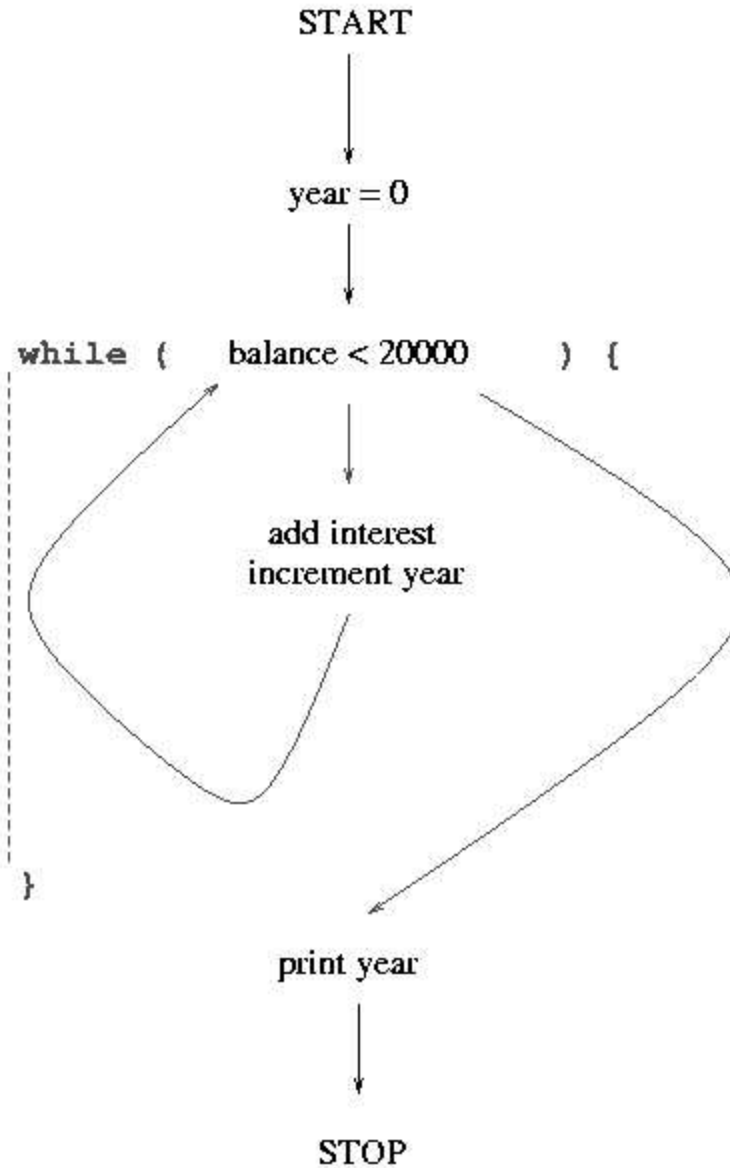 START
year = 0
while ( balance < 20000 ) {
add interest
increment year
}
print year
STOP